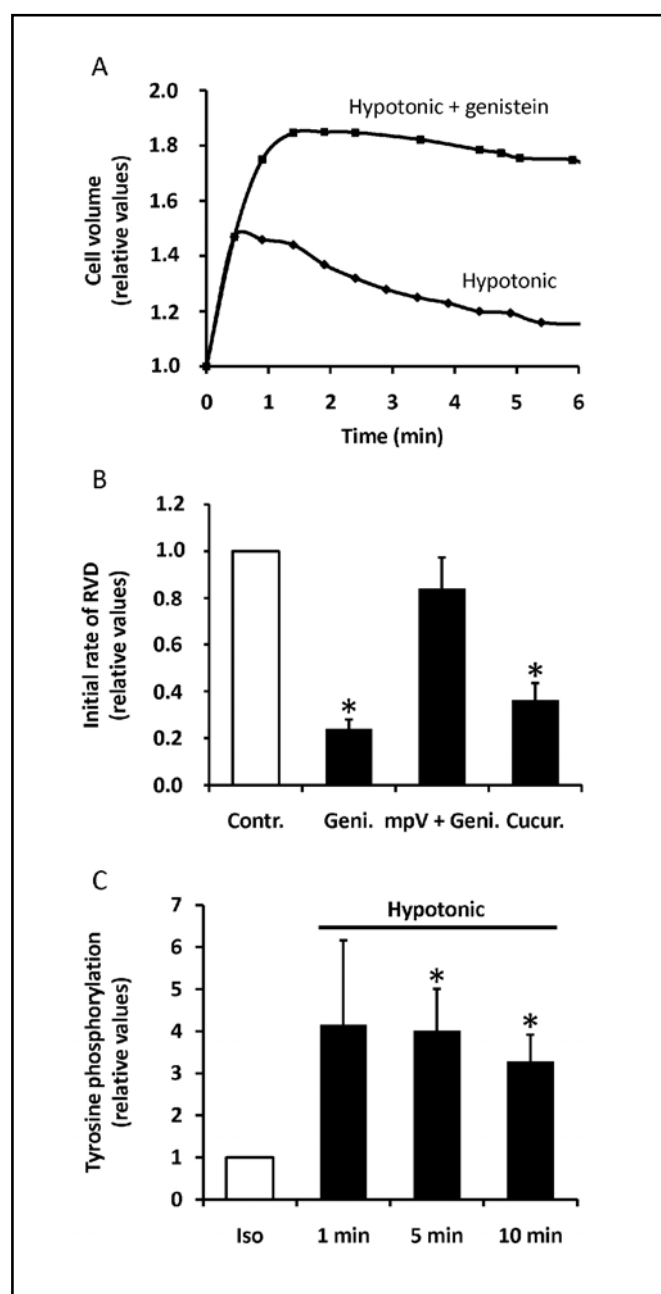 A
2.0
1.8
1.6
1.4
1.2
1.0
Cell volume
(relative values)
Hypotonic + genistein
Hypotonic
0 1 2 3 4 5 6
Time (min)
B
1.2
1.0
0.8
0.6
0.4
0.2
0.0
Initial rate of RVD
(relative values)
*
*
Contr. Geni. mpV + Geni. Cucur.
C
7
6
5
4
3
2
1
0
Tyrosine phosphorylation
(relative values)
Hypotonic
*
*
Iso 1 min 5 min 10 min